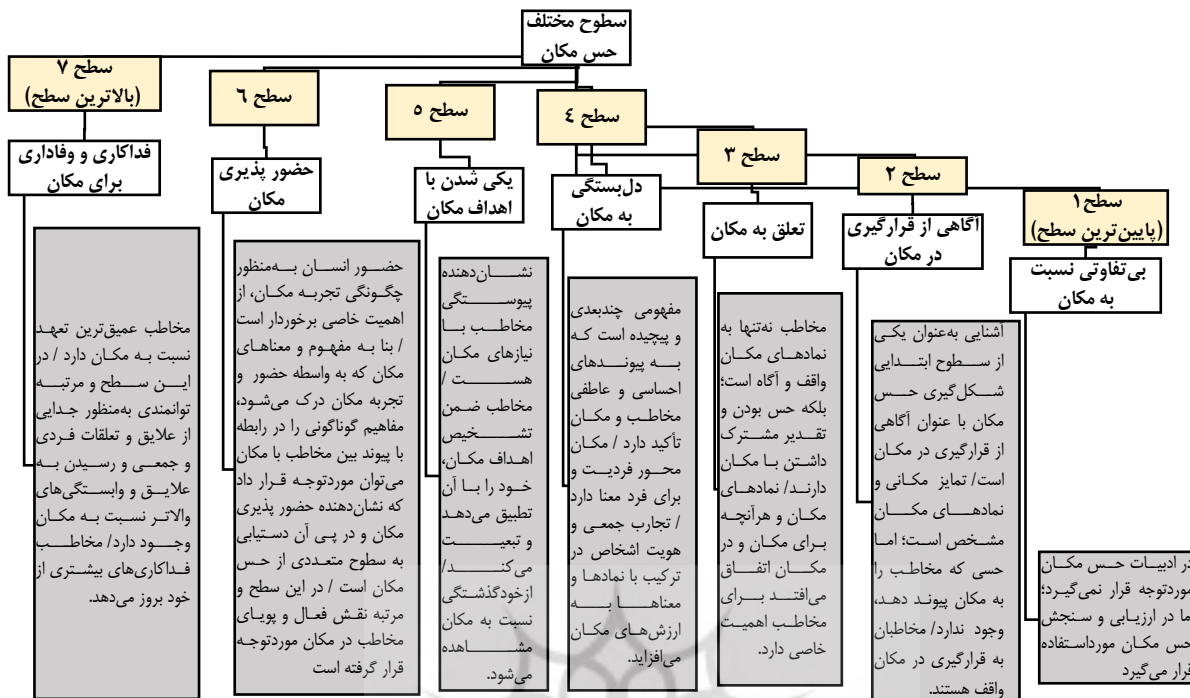 سطوح مختلف
حس مکان
سطح ۱
(پایین‌ترین سطح)
بی‌تفاوتی نسبت
به مکان
در ادبیات حس مکان
موردتوجه قرار نمی‌گیرد؛
اما در ارزیابی و سنجش
حس مکان مورداستفاده
قرار می‌گیرد
سطح ۲
آگاهی از قرارگیری
در مکان
آشنایی به‌عنوان یکی
از سطوح ابتدایی
شکل‌گیری حس
مکان با عنوان آگاهی
از قرارگیری در مکان
است/ تمایز مکانی و
نمادهای مکان
مشخص است؛ اما
حسی که مخاطب را
به مکان پیوند دهد،
وجود ندارد/ مخاطبان
به قرارگیری در مکان
واقف هستند.
سطح ۳
تعلق به مکان
مخاطب نه‌تنها به
نمادهای مکان
واقف و آگاه است؛
بلکه حس بودن و
تقدیر مشترک
داشتن با مکان
دارند/ نمادهای
مکان و هرآنچه
برای مکان و در
مکان اتفاق
می‌افتد برای
مخاطب اهمیت
خاصی دارد.
سطح ٤
دل‌بستگی
به مکان
مفهومی چندبعدی
و پیچیده است که
به پیوندهای
احساسی و عاطفی
مخاطب و مکان
تأکید دارد / مکان
محور فردیت و
برای فرد معنا دارد
/ تجارب جمعی و
هویت اشخاص در
ترکیب با نمادها و
معناها به
ارزش‌های مکان
می‌افزاید.
سطح ٥
یکی شدن با
اهداف مکان
نشان‌دهنده
پیوستگی
مخاطب با
نیازهای مکان
هست /
مخاطب ضمن
تشخیص
اهداف مکان،
خود را با آن
تطبیق می‌دهد
و تبعیت
می‌کند/
ازخودگذشتگی
نسبت به مکان
مشاهده
می‌شود.
سطح ٦
حضور پذیری
مکان
حضور انسان به‌منظور
چگونگی تجربه مکان، از
اهمیت خاصی برخوردار است
/ بنا به مفهوم و معناهای
مکان که به واسطه حضور و
تجربه مکان درک می‌شود،
مفاهیم گوناگونی را در رابطه
با پیوند بین مخاطب با مکان
می‌توان موردتوجه قرار داد
که نشان‌دهنده حضور پذیری
مکان و در پی آن دستیابی
به سطوح متعددی از حس
مکان است / در این سطح و
مرتبه نقش فعال و پویای
مخاطب در مکان موردتوجه
قرار گرفته است
سطح ۷
(بالاترین سطح)
فداکاری و وفاداری
برای مکان
مخاطب عمیق‌ترین تعهد
نسبت به مکان دارد / در
این سطح و مرتبه
توانمندی به‌منظور جدایی
از علایق و تعلقات فردی
و جمعی و رسیدن به
علایق و وابستگی‌های
والاتر نسبت به مکان
وجود دارد/ مخاطب
فداکاری‌های بیشتری از
خود بروز می‌دهد.